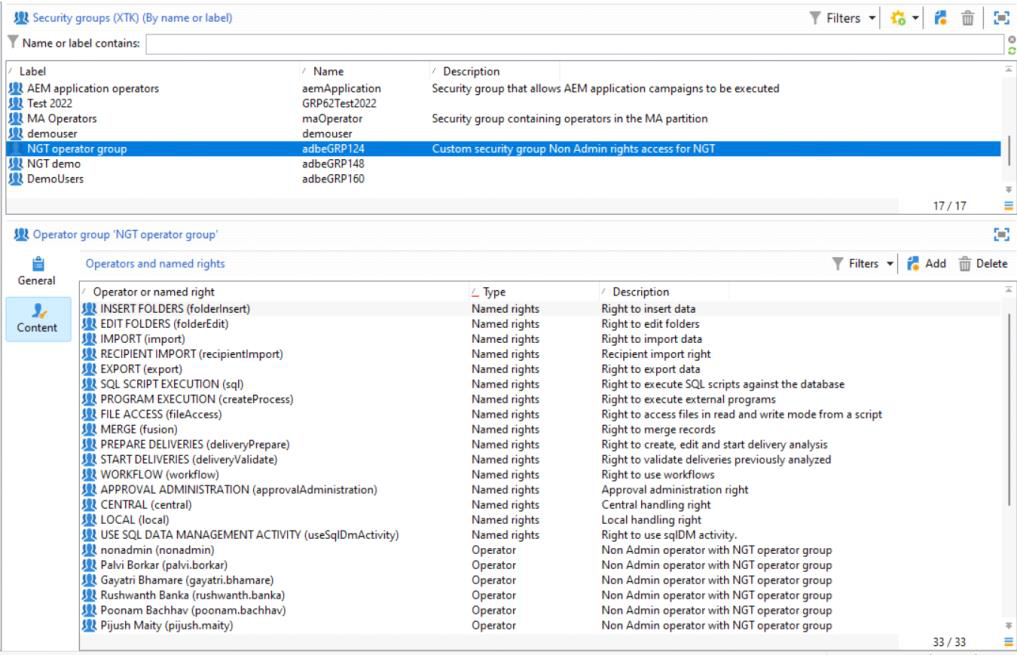 Security groups (XTK) (By name or label)
Filters
Name or label contains:
Label Name Description
AEM application operators aemApplication Security group that allows AEM application campaigns to be executed
Test 2022 GRP62Test2022
MA Operators maOperator Security group containing operators in the MA partition
demouser demouser
NGT operator group adbeGRP124 Custom security group Non Admin rights access for NGT
NGT demo adbeGRP148
DemoUsers adbeGRP160
17 / 17
Operator group 'NGT operator group'
General
Content
Operators and named rights
Filters Add Delete
Operator or named right Type Description
INSERT FOLDERS (folderInsert) Named rights Right to insert data
EDIT FOLDERS (folderEdit) Named rights Right to edit folders
IMPORT (import) Named rights Right to import data
RECIPIENT IMPORT (recipientImport) Named rights Recipient import right
EXPORT (export) Named rights Right to export data
SQL SCRIPT EXECUTION (sql) Named rights Right to execute SQL scripts against the database
PROGRAM EXECUTION (createProcess) Named rights Right to execute external programs
FILE ACCESS (fileAccess) Named rights Right to access files in read and write mode from a script
MERGE (fusion) Named rights Right to merge records
PREPARE DELIVERIES (deliveryPrepare) Named rights Right to create, edit and start delivery analysis
START DELIVERIES (deliveryValidate) Named rights Right to validate deliveries previously analyzed
WORKFLOW (workflow) Named rights Right to use workflows
APPROVAL ADMINISTRATION (approvalAdministration) Named rights Approval administration right
CENTRAL (central) Named rights Central handling right
LOCAL (local) Named rights Local handling right
USE SQL DATA MANAGEMENT ACTIVITY (useSqlDmActivity) Named rights Right to use sqlDM activity.
nonadmin (nonadmin) Operator Non Admin operator with NGT operator group
Palvi Borkar (palvi.borkar) Operator Non Admin operator with NGT operator group
Gayatri Bhamare (gayatri.bhamare) Operator Non Admin operator with NGT operator group
Rushwanth Banka (rushwanth.banka) Operator Non Admin operator with NGT operator group
Poonam Bachhav (poonam.bachhav) Operator Non Admin operator with NGT operator group
Pijush Maity (pijush.maity) Operator Non Admin operator with NGT operator group
33 / 33